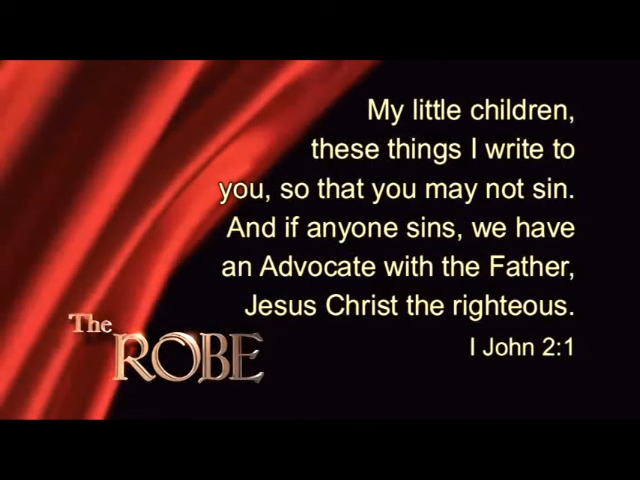 My little children,
these things I write to
you, so that you may not sin.
And if anyone sins, we have
an Advocate with the Father,
Jesus Christ the righteous.
I John 2:1
The
ROBE